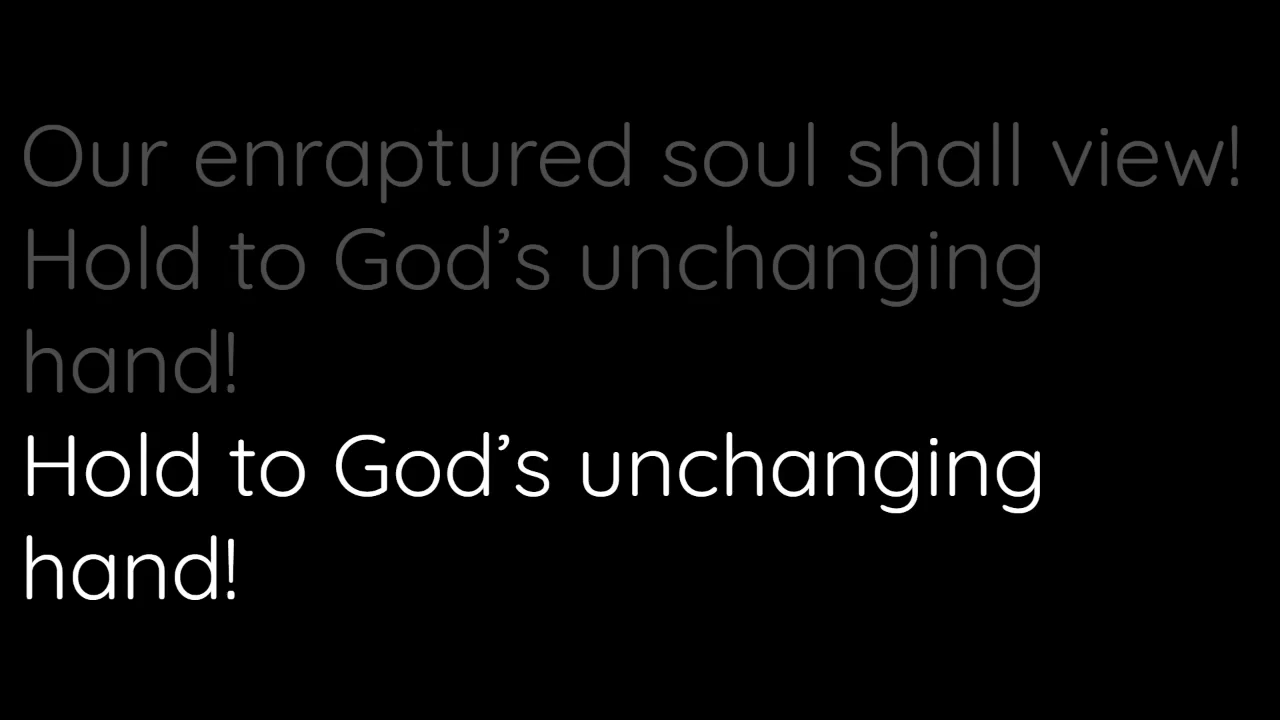 Our enraptured soul shall view!
Hold to God’s unchanging
hand!
Hold to God’s unchanging
hand!